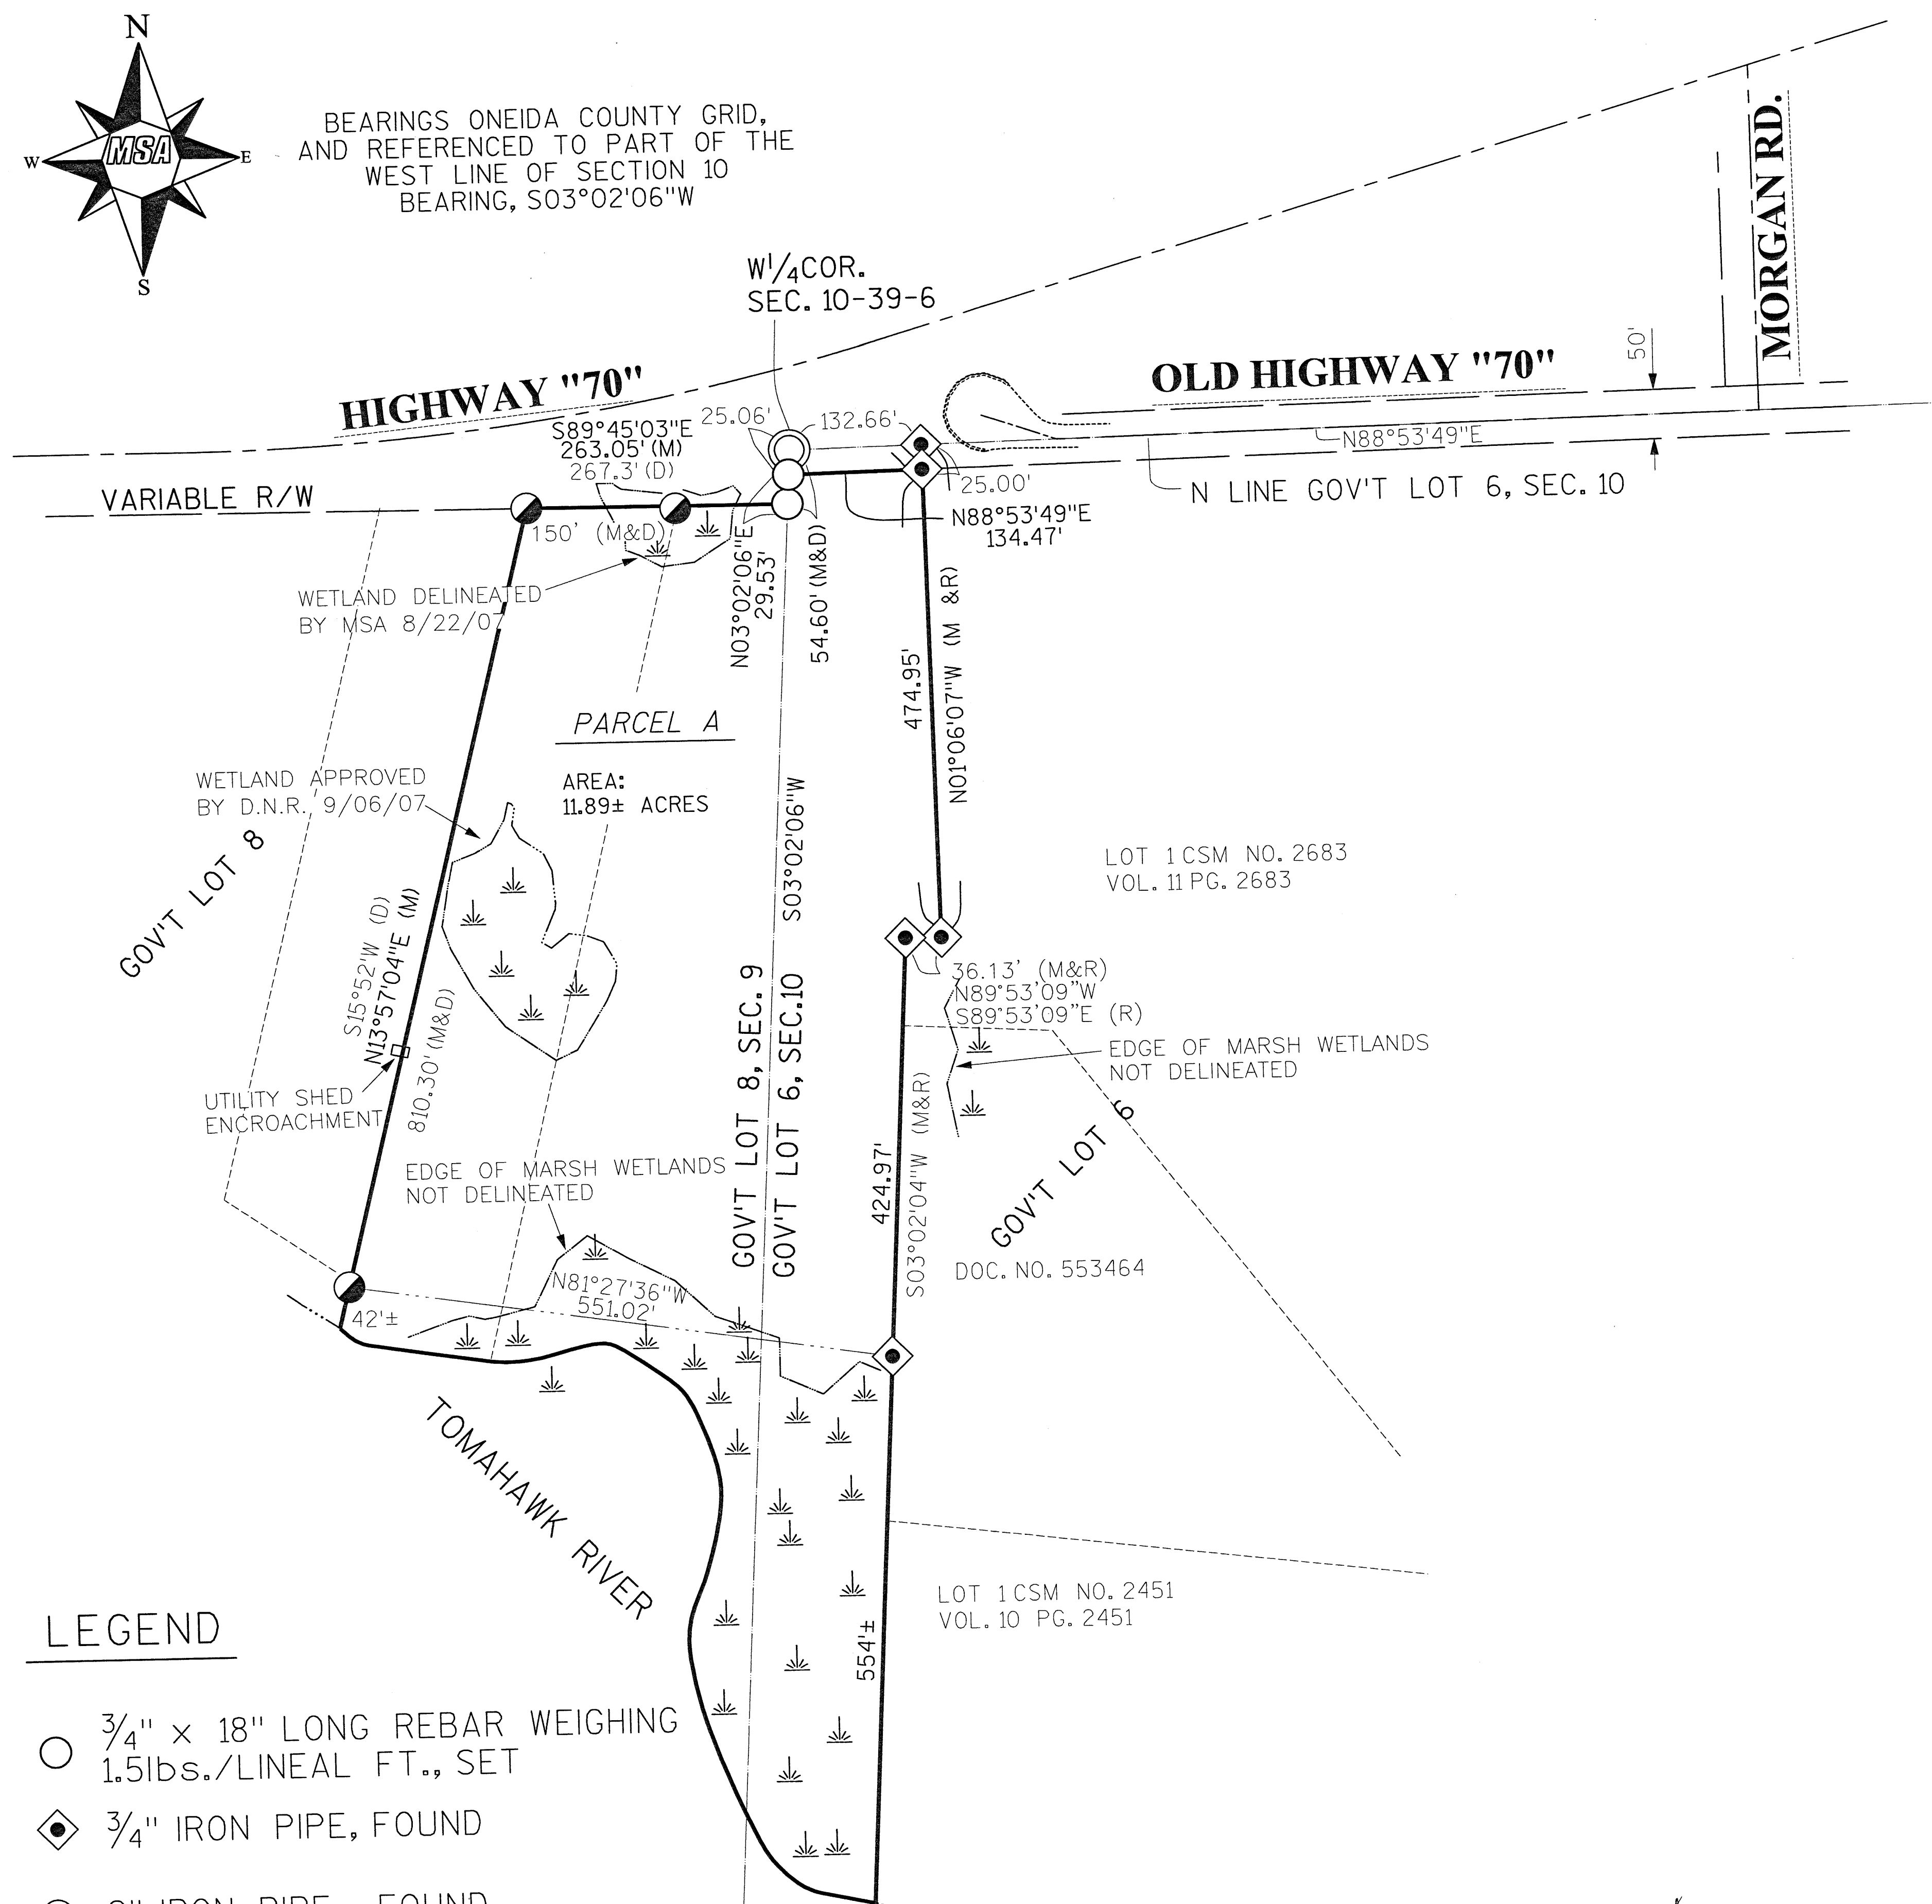 N
W
MSA
E
S
BEARINGS ONEIDA COUNTY GRID,
AND REFERENCED TO PART OF THE
WEST LINE OF SECTION 10
BEARING, S03°02'06"W
MORGAN RD.
W1/4COR.
SEC. 10-39-6
50'
HIGHWAY "70"
OLD HIGHWAY "70"
S89°45'03"E
263.05' (M)
267.3' (D)
25.06'
132.66'
N88°53'49"E
25.00'
N LINE GOV'T LOT 6, SEC. 10
VARIABLE R/W
150' (M&D)
N88°53'49"E
134.47'
N03°02'06"E
29.53'
54.60' (M&D)
WETLAND DELINEATED
BY MSA 8/22/07
474.95'
N01°06'07"W (M &R)
PARCEL A
AREA:
11.89± ACRES
WETLAND APPROVED
BY D.N.R. 9/06/07
S03°02'06"W
GOV'T LOT 8
LOT 1 CSM NO. 2683
VOL. 11 PG. 2683
S15°52'W (D)
N13°57'04"E (M)
810.30' (M&D)
36.13' (M&R)
N89°53'09"W
S89°53'09"E (R)
EDGE OF MARSH WETLANDS
NOT DELINEATED
UTILITY SHED
ENCROACHMENT
GOV'T LOT 8, SEC. 9
GOV'T LOT 6, SEC.10
424.97'
S03°02'04"W (M&R)
GOV'T LOT 6
EDGE OF MARSH WETLANDS
NOT DELINEATED
DOC. NO. 553464
N81°27'36"W
551.02'
42'±
TOMAHAWK RIVER
LOT 1 CSM NO. 2451
VOL. 10 PG. 2451
554'±
LEGEND
3/4" X 18" LONG REBAR WEIGHING
1.5lbs./LINEAL FT., SET
3/4" IRON PIPE, FOUND